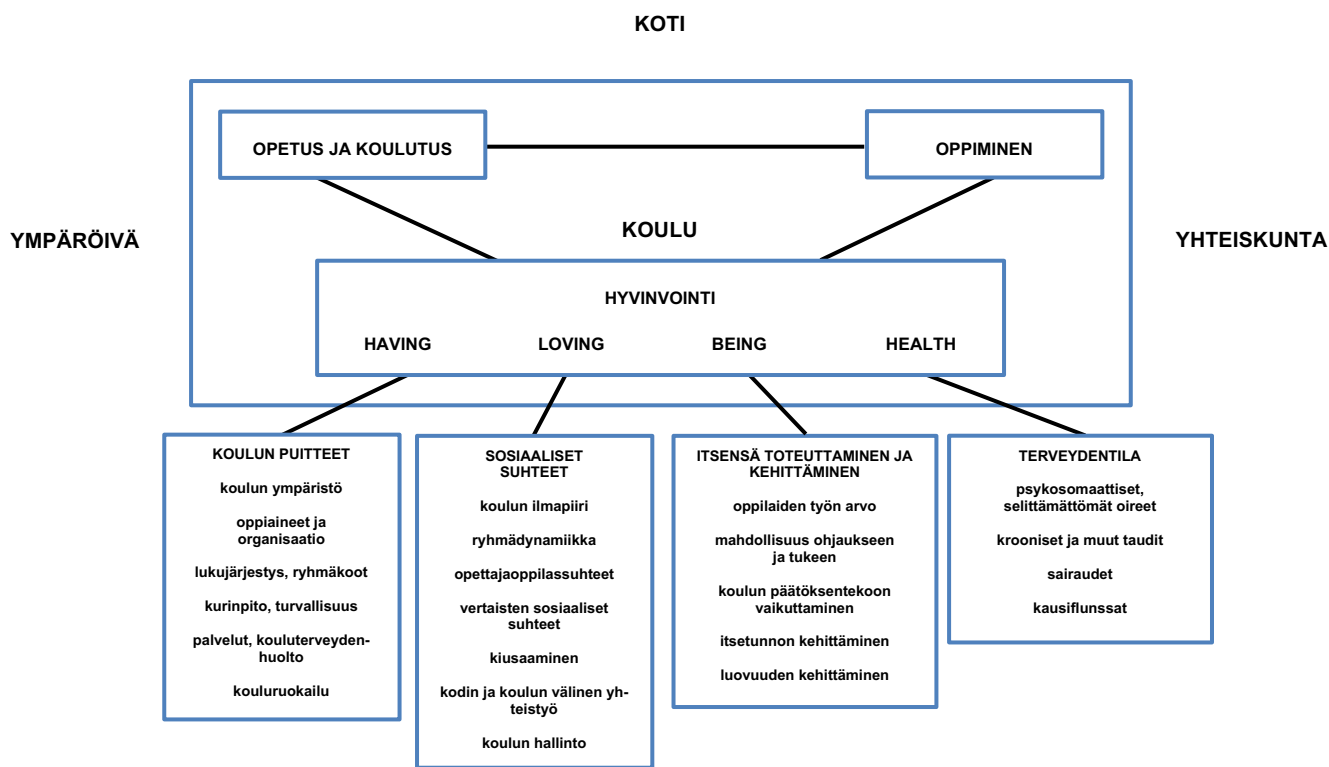 KOTI
OPETUS JA KOULUTUS
OPPIMINEN
YMPÄRÖIVÄ
KOULU
YHTEISKUNTA
HYVINVOINTI
HAVING
LOVING
BEING
HEALTH
KOULUN PUITTEET
koulun ympäristö
oppiaineet ja
organisaatio
lukujärjestys, ryhmäkoot
kurinpito, turvallisuus
palvelut, kouluterveyden-
huolto
kouluruokailu
SOSIAALISET
SUHTEET
koulun ilmapiiri
ryhmädynamiikka
opettajaoppilassuhteet
vertaisten sosiaaliset
suhteet
kiusaaminen
kodin ja koulun välinen yh-
teistyö
koulun hallinto
ITSENSÄ TOTEUTTAMINEN JA
KEHITTÄMINEN
oppilaiden työn arvo
mahdollisuus ohjaukseen
ja tukeen
koulun päätöksentekoon
vaikuttaminen
itsetunnon kehittäminen
luovuuden kehittäminen
TERVEYDENTILA
psykosomaattiset,
selittämättömät oireet
krooniset ja muut taudit
sairaudet
kausiflunssat